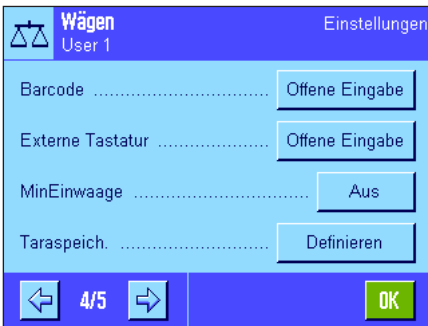 Wägen Einstellungen
User 1
Barcode ............................... Offene Eingabe
Externe Tastatur .................... Offene Eingabe
MinEinwaage ............................... Aus
Taraspeich. .......................... Definieren
4/5 OK